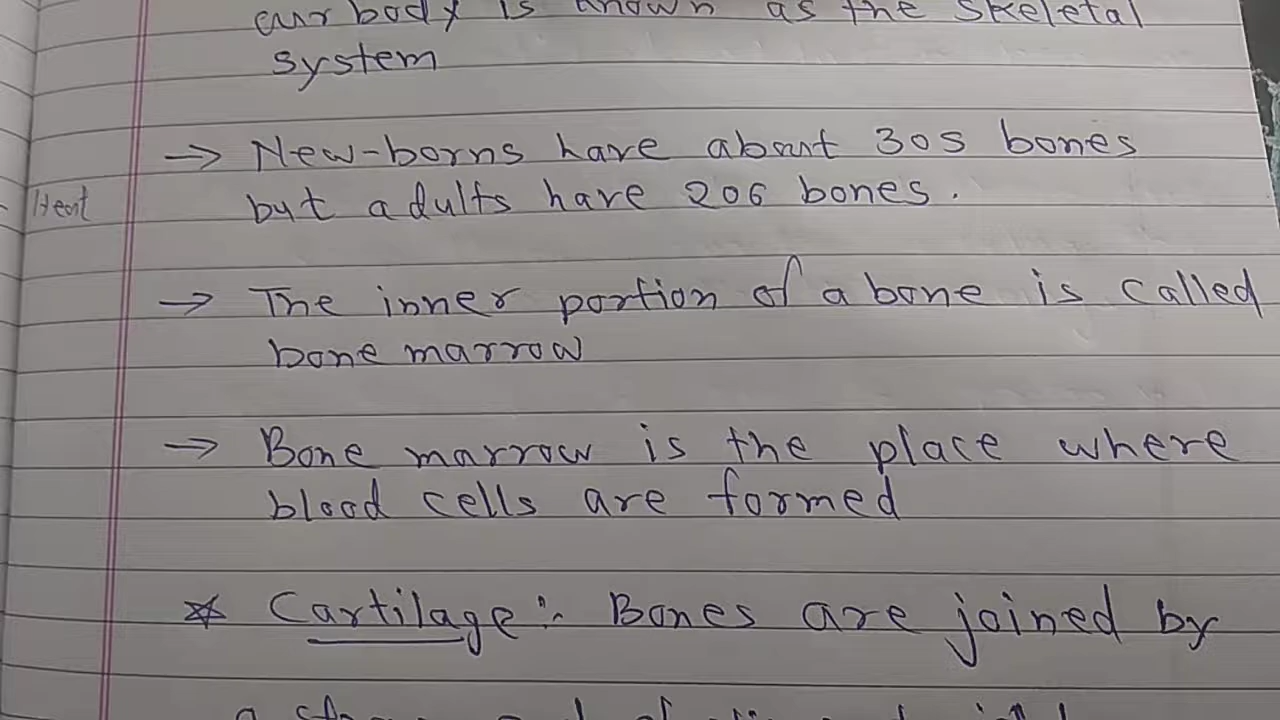 our body is known as the skeletal
system
→ New-borns have about 305 bones
but adults have 206 bones.
→ The inner portion of a bone is called
bone marrow
→ Bone marrow is the place where
blood cells are formed
* Cartilage:- Bones are joined by
a